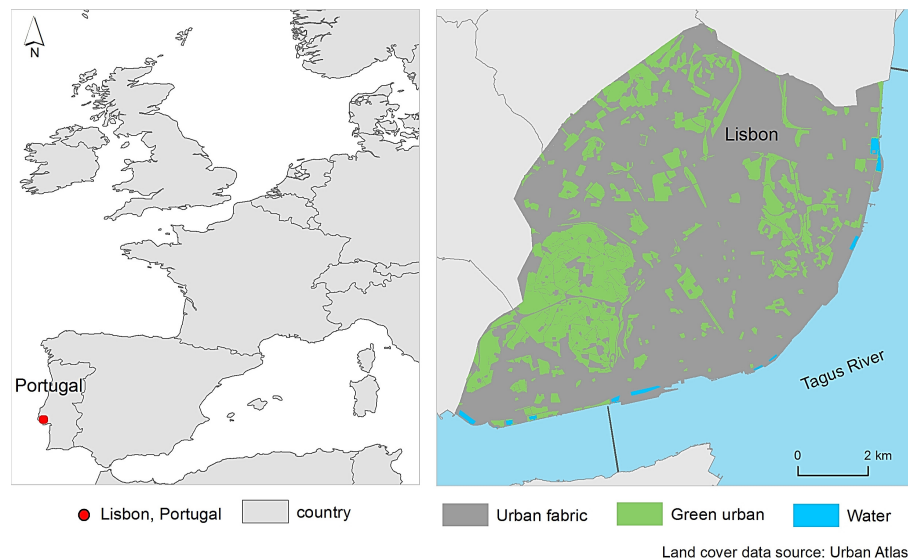 N
Portugal
Lisbon
Tagus River
0 2 km
Lisbon, Portugal
country
Urban fabric
Green urban
Water
Land cover data source: Urban Atlas